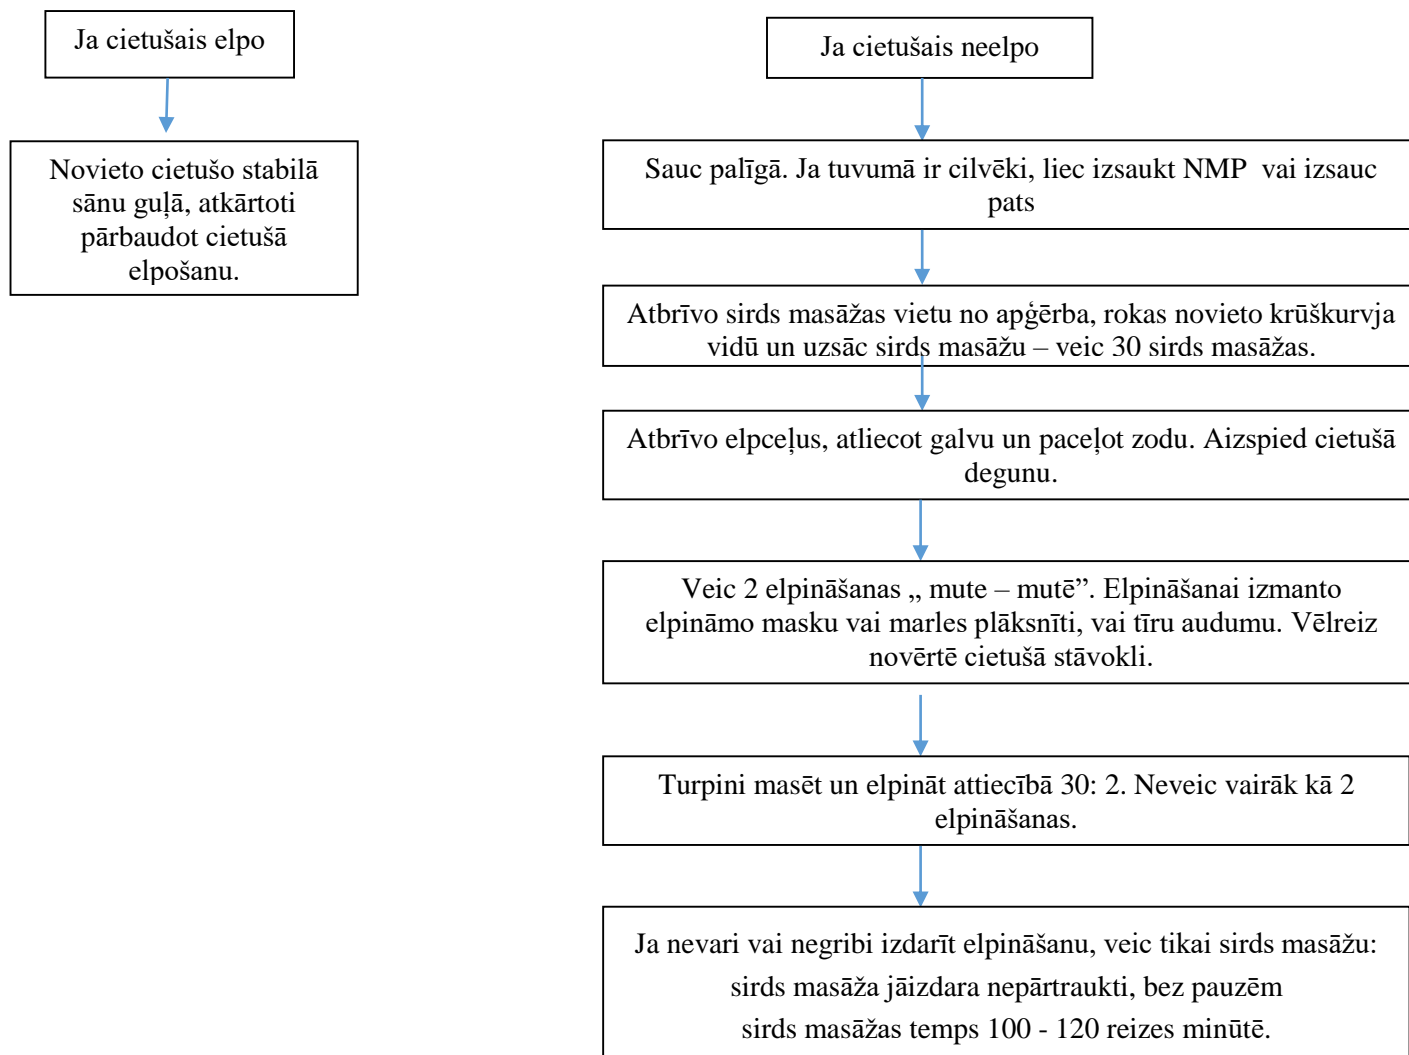 Ja cietušais elpo
Novieto cietušo stabilā
sānu guļā, atkārtoti
pārbaudot cietušā
elpošanu.
Ja cietušais neelpo
Sauc palīgā. Ja tuvumā ir cilvēki, liec izsaukt NMP vai izsauc
pats
Atbrīvo sirds masāžas vietu no apģērba, rokas novieto krūškurvja
vidū un uzsāc sirds masāžu – veic 30 sirds masāžas.
Atbrīvo elpceļus, atliecot galvu un paceļot zodu. Aizspied cietušā
degunu.
Veic 2 elpināšanas „ mute – mutē”. Elpināšanai izmanto
elpināmo masku vai marles plāksnīti, vai tīru audumu. Vēlreiz
novērtē cietušā stāvokli.
Turpini masēt un elpināt attiecībā 30: 2. Neveic vairāk kā 2
elpināšanas.
Ja nevari vai negribi izdarīt elpināšanu, veic tikai sirds masāžu:
sirds masāža jāizdara nepārtraukti, bez pauzēm
sirds masāžas temps 100 - 120 reizes minūtē.